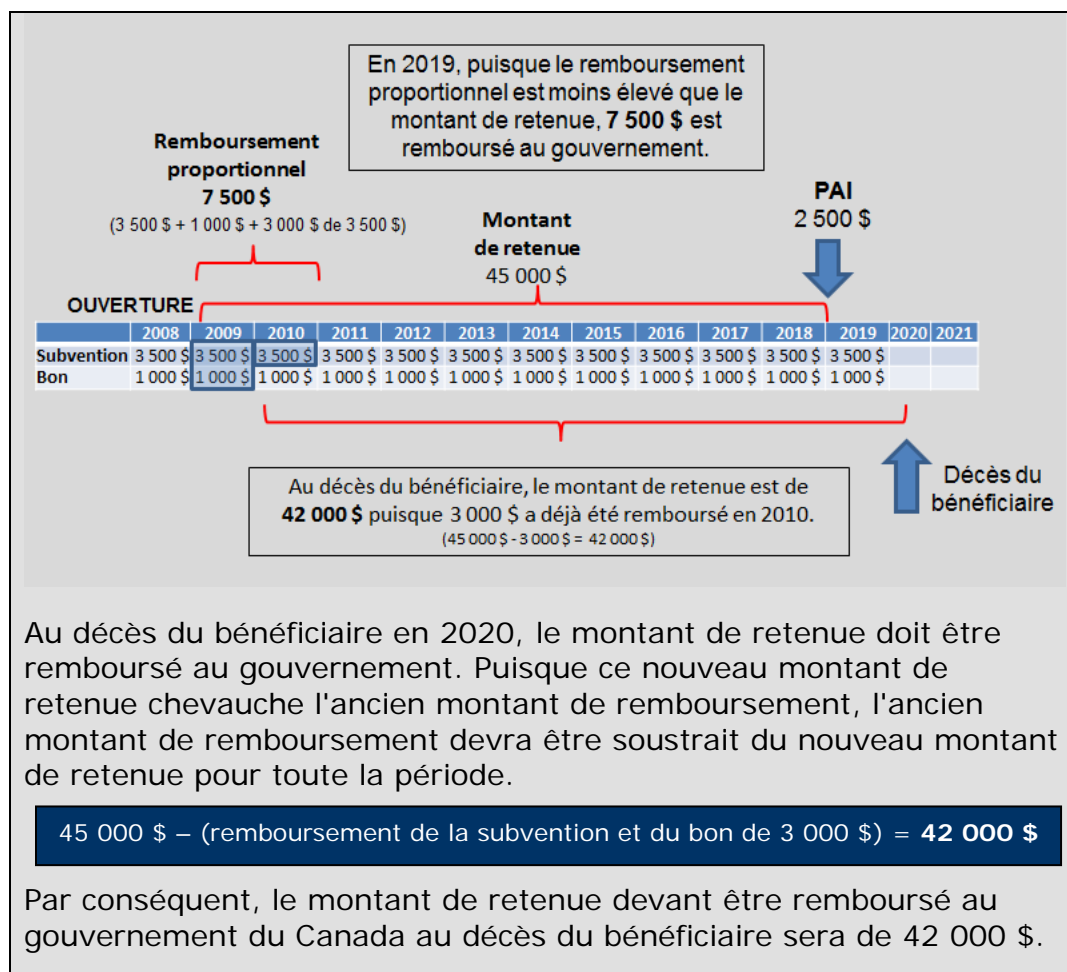 En 2019, puisque le remboursement
proportionnel est moins élevé que le
montant de retenue, 7 500 $ est
remboursé au gouvernement.
Remboursement
proportionnel
7 500 $
(3 500 $ + 1 000 $ + 3 000 $ de 3 500 $)
Montant
de retenue
45 000 $
PAI
2 500 $
OUVERTURE
2008 2009 2010 2011 2012 2013 2014 2015 2016 2017 2018 2019 2020 2021
Subvention 3 500 $ 3 500 $ 3 500 $ 3 500 $ 3 500 $ 3 500 $ 3 500 $ 3 500 $ 3 500 $ 3 500 $ 3 500 $ 3 500 $
Bon 1 000 $ 1 000 $ 1 000 $ 1 000 $ 1 000 $ 1 000 $ 1 000 $ 1 000 $ 1 000 $ 1 000 $ 1 000 $ 1 000 $
Au décès du bénéficiaire, le montant de retenue est de
42 000 $ puisque 3 000 $ a déjà été remboursé en 2010.
(45 000 $ - 3 000 $ = 42 000 $)
Décès du
bénéficiaire
Au décès du bénéficiaire en 2020, le montant de retenue doit être
remboursé au gouvernement. Puisque ce nouveau montant de
retenue chevauche l'ancien montant de remboursement, l'ancien
montant de remboursement devra être soustrait du nouveau montant
de retenue pour toute la période.
45 000 $ – (remboursement de la subvention et du bon de 3 000 $) = 42 000 $
Par conséquent, le montant de retenue devant être remboursé au
gouvernement du Canada au décès du bénéficiaire sera de 42 000 $.